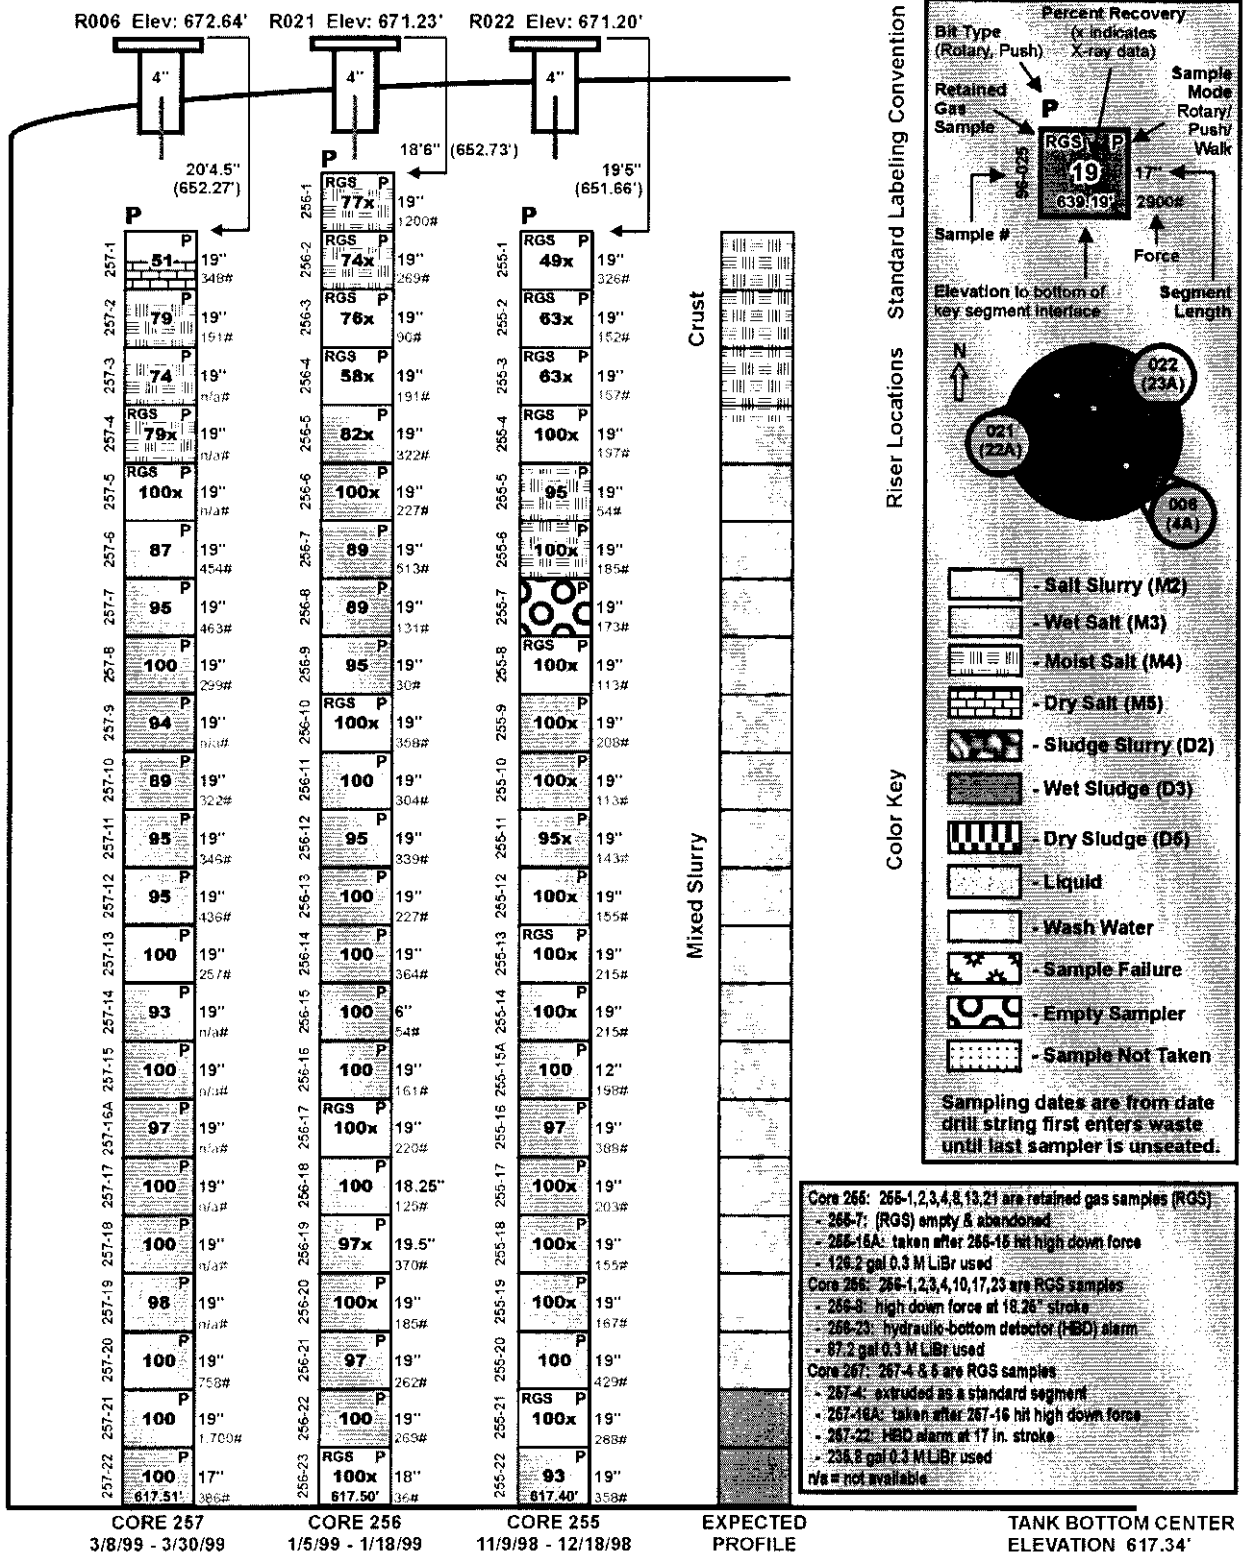 R006 Elev: 672.64'
R021 Elev: 671.23'
R022 Elev: 671.20'
4"
4"
4"
20'4.5"
(652.27')
18'6" (652.73')
19'5"
(651.66')
P
257-1 P 51 19" 348#
257-2 P 79 19" 191#
257-3 P 74 19" n/a#
257-4 RGS P 79x 19" n/a#
257-5 RGS P 100x 19" n/a#
257-6 P 87 19" 454#
257-7 P 95 19" 463#
257-8 P 100 19" 299#
257-9 P 94 19" n/a#
257-10 P 89 19" 322#
257-11 P 95 19" 346#
257-12 P 95 19" 436#
257-13 P 100 19" 257#
257-14 P 93 19" n/a#
257-15 P 100 19" n/a#
257-16A P 97 19" n/a#
257-17 P 100 19" n/a#
257-18 P 100 19" n/a#
257-19 P 98 19" n/a#
257-20 P 100 19" 758#
257-21 P 100 19" 1,700#
257-22 P 100 617.51' 17" 386#
CORE 257
3/8/99 - 3/30/99
P
256-1 RGS P 77x 19" 1200#
256-2 RGS P 74x 19" 269#
256-3 RGS P 76x 19" 90#
256-4 RGS P 58x 19" 191#
256-5 P 82x 19" 322#
256-6 P 100x 19" 227#
256-7 P 89 19" 513#
256-8 P 89 19" 131#
256-9 P 95 19" 30#
256-10 RGS P 100x 19" 358#
256-11 P 100 19" 304#
256-12 P 95 19" 339#
256-13 P 100 19" 227#
256-14 P 100 19" 364#
256-15 P 100 6" 54#
256-16 P 100 19" 161#
256-17 RGS P 100x 19" 220#
256-18 P 100 18.25" 125#
256-19 P 97x 19.5" 370#
256-20 P 100x 19" 185#
256-21 P 97 19" 262#
256-22 P 100 19" 269#
256-23 RGS P 100x 617.50' 18" 36#
CORE 256
1/5/99 - 1/18/99
P
255-1 RGS P 49x 19" 326#
255-2 RGS P 63x 19" 152#
255-3 RGS P 63x 19" 157#
255-4 RGS P 100x 19" 197#
255-5 P 95 19" 54#
255-6 P 100x 19" 185#
255-7 P 19" 173#
255-8 RGS P 100x 19" 113#
255-9 P 100x 19" 208#
255-10 P 100x 19" 113#
255-11 P 95x 19" 143#
255-12 P 100x 19" 155#
255-13 RGS P 100x 19" 215#
255-14 P 100x 19" 215#
255-15A P 100 12" 198#
255-16 P 97 19" 388#
255-17 P 100x 19" 203#
255-18 P 100x 19" 155#
255-19 P 100x 19" 167#
255-20 P 100 19" 429#
255-21 RGS P 100x 19" 288#
255-22 P 93 617.40' 19" 358#
CORE 255
11/9/98 - 12/18/98
Crust
Mixed Slurry
EXPECTED
PROFILE
Standard Labeling Convention
Percent Recovery
(x indicates
X-ray data)
Bit Type
(Rotary, Push)
Retained
Gas
Sample
Sample
Mode
Rotary/
Push/
Walk
P
RGS P
19
639.19'
96-025
17"
2900#
Sample #
Force
Elevation to bottom of
key segment interface
Segment
Length
Riser Locations
N
022
(23A)
021
(22A)
006
(4A)
Color Key
- Salt Slurry (M2)
- Wet Salt (M3)
- Moist Salt (M4)
- Dry Salt (M5)
- Sludge Slurry (D2)
- Wet Sludge (D3)
- Dry Sludge (D5)
- Liquid
- Wash Water
- Sample Failure
- Empty Sampler
- Sample Not Taken
Sampling dates are from date
drill string first enters waste
until last sampler is unseated.
Core 255: 255-1,2,3,4,8,13,21 are retained gas samples (RGS)
- 255-7: (RGS) empty & abandoned
- 255-15A: taken after 255-15 hit high down force
- 126.2 gal 0.3 M LiBr used
Core 256: 256-1,2,3,4,10,17,23 are RGS samples
- 256-8: high down force at 18.25" stroke
- 256-23: hydraulic-bottom detector (HBD) alarm
- 87.2 gal 0.3 M LiBr used
Core 257: 257-4 & 5 are RGS samples
- 257-4: extruded as a standard segment
- 257-16A: taken after 257-16 hit high down force
- 257-22: HBD alarm at 17 in. stroke
- 235.8 gal 0.3 M LiBr used
n/a = not available
TANK BOTTOM CENTER
ELEVATION 617.34'